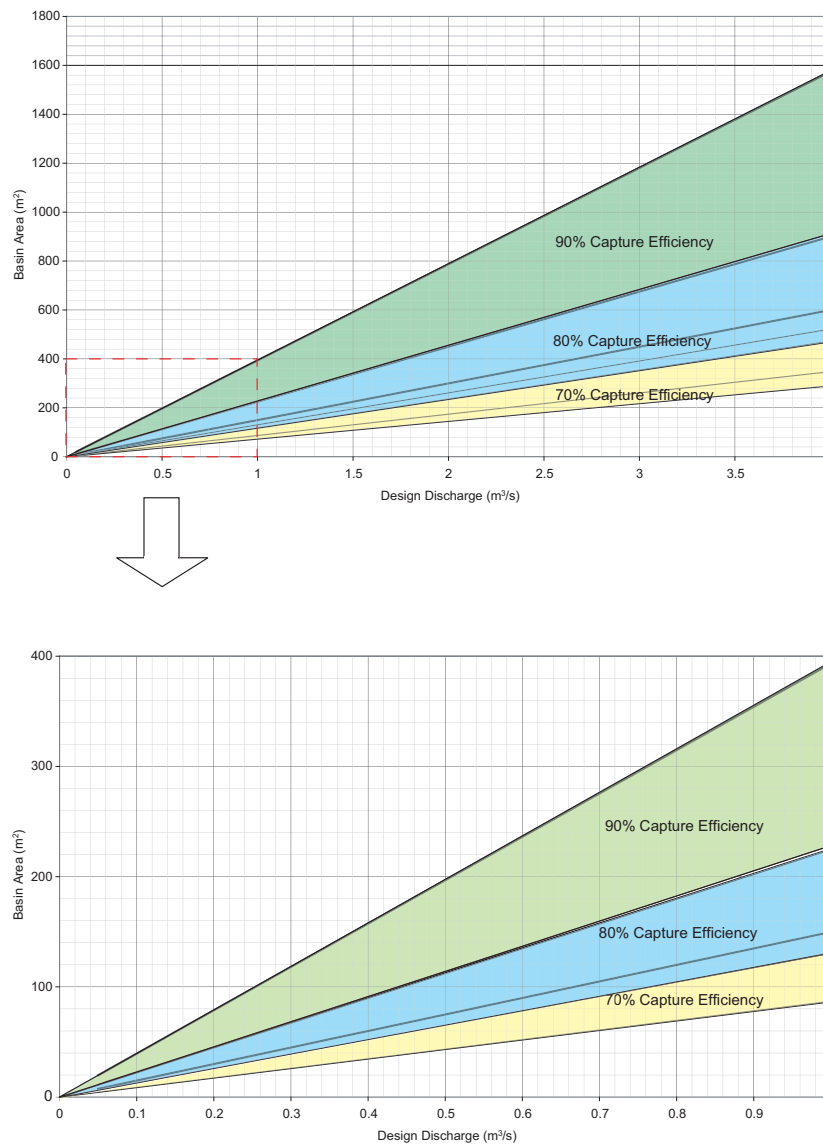 1800
1600
1400
1200
1000
800
600
400
200
0
Basin Area (m²)
90% Capture Efficiency
80% Capture Efficiency
70% Capture Efficiency
0 0.5 1 1.5 2 2.5 3 3.5
Design Discharge (m³/s)
400
300
200
100
0
Basin Area (m²)
90% Capture Efficiency
80% Capture Efficiency
70% Capture Efficiency
0 0.1 0.2 0.3 0.4 0.5 0.6 0.7 0.8 0.9
Design Discharge (m³/s)